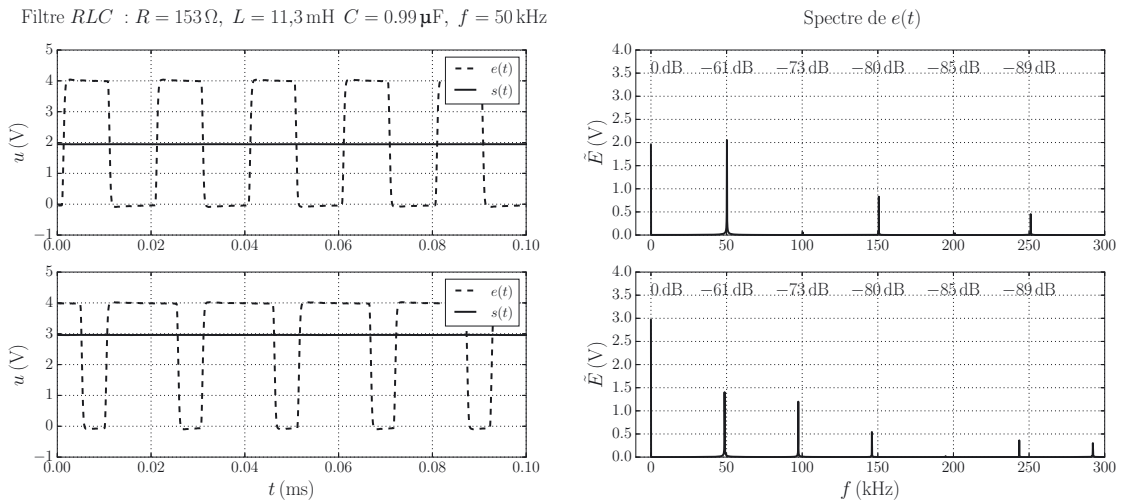 Filtre RLC : R = 153 Ω, L = 11,3 mH C = 0.99 µF, f = 50 kHz
5
4
3
2
1
0
−1
u (V)
e(t)
s(t)
0.00 0.02 0.04 0.06 0.08 0.10
5
4
3
2
1
0
−1
u (V)
e(t)
s(t)
0.00 0.02 0.04 0.06 0.08 0.10
t (ms)
Spectre de e(t)
4.0
3.5
3.0
2.5
2.0
1.5
1.0
0.5
0.0
Ẽ (V)
0 dB −61 dB −73 dB −80 dB −85 dB −89 dB
0 50 100 150 200 250 300
4.0
3.5
3.0
2.5
2.0
1.5
1.0
0.5
0.0
Ẽ (V)
0 dB −61 dB −73 dB −80 dB −85 dB −89 dB
0 50 100 150 200 250 300
f (kHz)